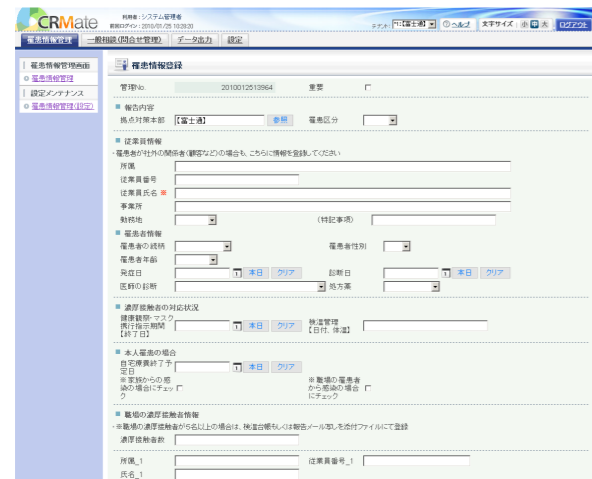 CRMate
利用者：システム管理者
前回ログイン：2010/01/25 10:28:20
テナント：*1:【富士通】
ヘルプ
文字サイズ：小 中 大
ログアウト
罹患情報管理 一般相談(問合せ管理) データ出力 設定
罹患情報管理画面
罹患情報管理
設定メンテナンス
罹患情報管理(設定)
罹患情報登録
管理No. 2010012513964 重要
報告内容
拠点対策本部 【富士通】 参照 罹患区分
従業員情報
・罹患者が社外の関係者(顧客など)の場合も、こちらに情報を登録してください
所属
従業員番号
従業員氏名 ※
事業所
勤務地 (特記事項)
罹患者情報
罹患者の続柄 罹患者性別
罹患者年齢
発症日 本日 クリア 診断日 本日 クリア
医師の診断 処方薬
濃厚接触者の対応状況
健康観察・マスク
携行指示期間
【終了日】
本日 クリア
検温管理
【日付、体温】
本人罹患の場合
自宅療養終了予
定日
本日 クリア
※家族からの感
染の場合にチェッ
ク
※職場の罹患者
から感染の場合
にチェック
職場の濃厚接触者情報
・※職場の濃厚接触者が5名以上の場合は、検温台帳もしくは報告メール写しを添付ファイルにて登録
濃厚接触者数
所属_1 従業員番号_1
氏名_1